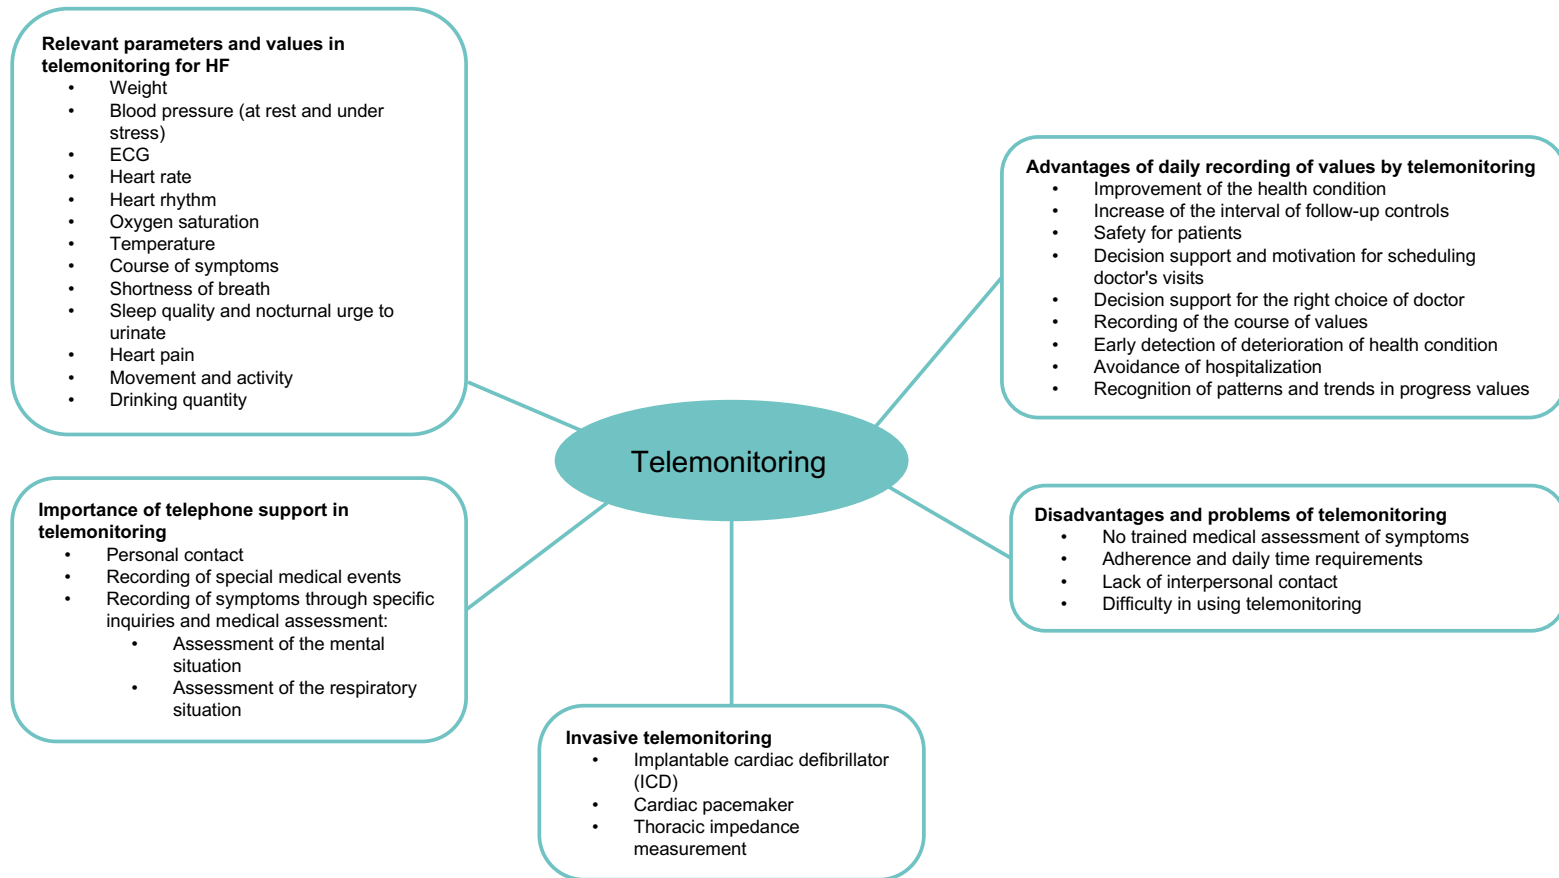 Relevant parameters and values in
telemonitoring for HF
• Weight
• Blood pressure (at rest and under
stress)
• ECG
• Heart rate
• Heart rhythm
• Oxygen saturation
• Temperature
• Course of symptoms
• Shortness of breath
• Sleep quality and nocturnal urge to
urinate
• Heart pain
• Movement and activity
• Drinking quantity
Advantages of daily recording of values by telemonitoring
• Improvement of the health condition
• Increase of the interval of follow-up controls
• Safety for patients
• Decision support and motivation for scheduling
doctor's visits
• Decision support for the right choice of doctor
• Recording of the course of values
• Early detection of deterioration of health condition
• Avoidance of hospitalization
• Recognition of patterns and trends in progress values
Telemonitoring
Importance of telephone support in
telemonitoring
• Personal contact
• Recording of special medical events
• Recording of symptoms through specific
inquiries and medical assessment:
• Assessment of the mental
situation
• Assessment of the respiratory
situation
Disadvantages and problems of telemonitoring
• No trained medical assessment of symptoms
• Adherence and daily time requirements
• Lack of interpersonal contact
• Difficulty in using telemonitoring
Invasive telemonitoring
• Implantable cardiac defibrillator
(ICD)
• Cardiac pacemaker
• Thoracic impedance
measurement